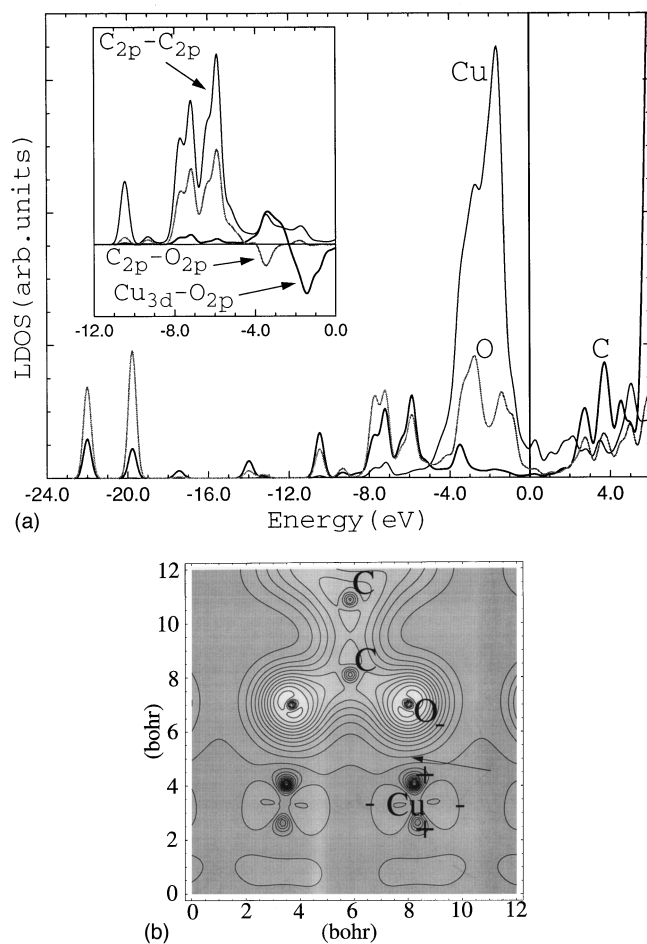 C2p-C2p
Cu
C2p-O2p
Cu3d-O2p
-12.0 -8.0 -4.0 0.0
O
C
LDOS(arb.units)
-24.0 -20.0 -16.0 -12.0 -8.0 -4.0 0.0 4.0
Energy(eV)
(a)
12
10
8
6
4
2
0
(bohr)
C
C
O
-
+
- Cu -
+
0 4 6 8 10 12
(bohr)
(b)